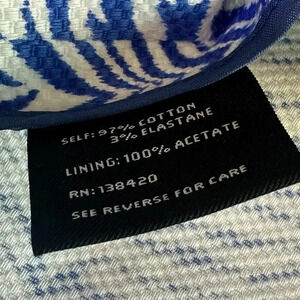 SELF: 97% COTTON
3% ELASTANE
LINING: 100% ACETATE
RN: 138420
SEE REVERSE FOR CARE